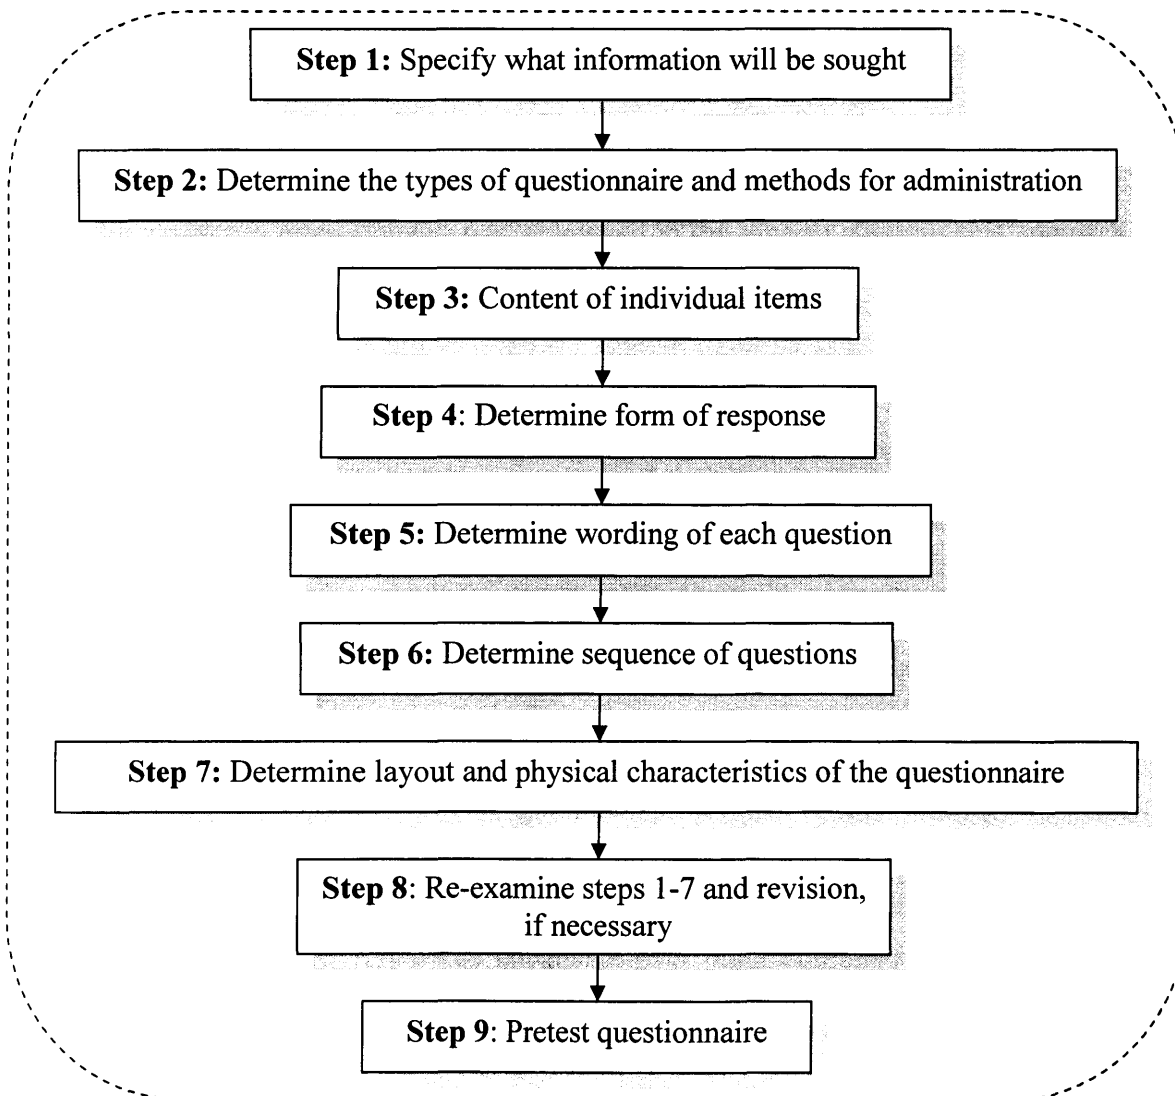 Step 1: Specify what information will be sought
Step 2: Determine the types of questionnaire and methods for administration
Step 3: Content of individual items
Step 4: Determine form of response
Step 5: Determine wording of each question
Step 6: Determine sequence of questions
Step 7: Determine layout and physical characteristics of the questionnaire
Step 8: Re-examine steps 1-7 and revision,
if necessary
Step 9: Pretest questionnaire